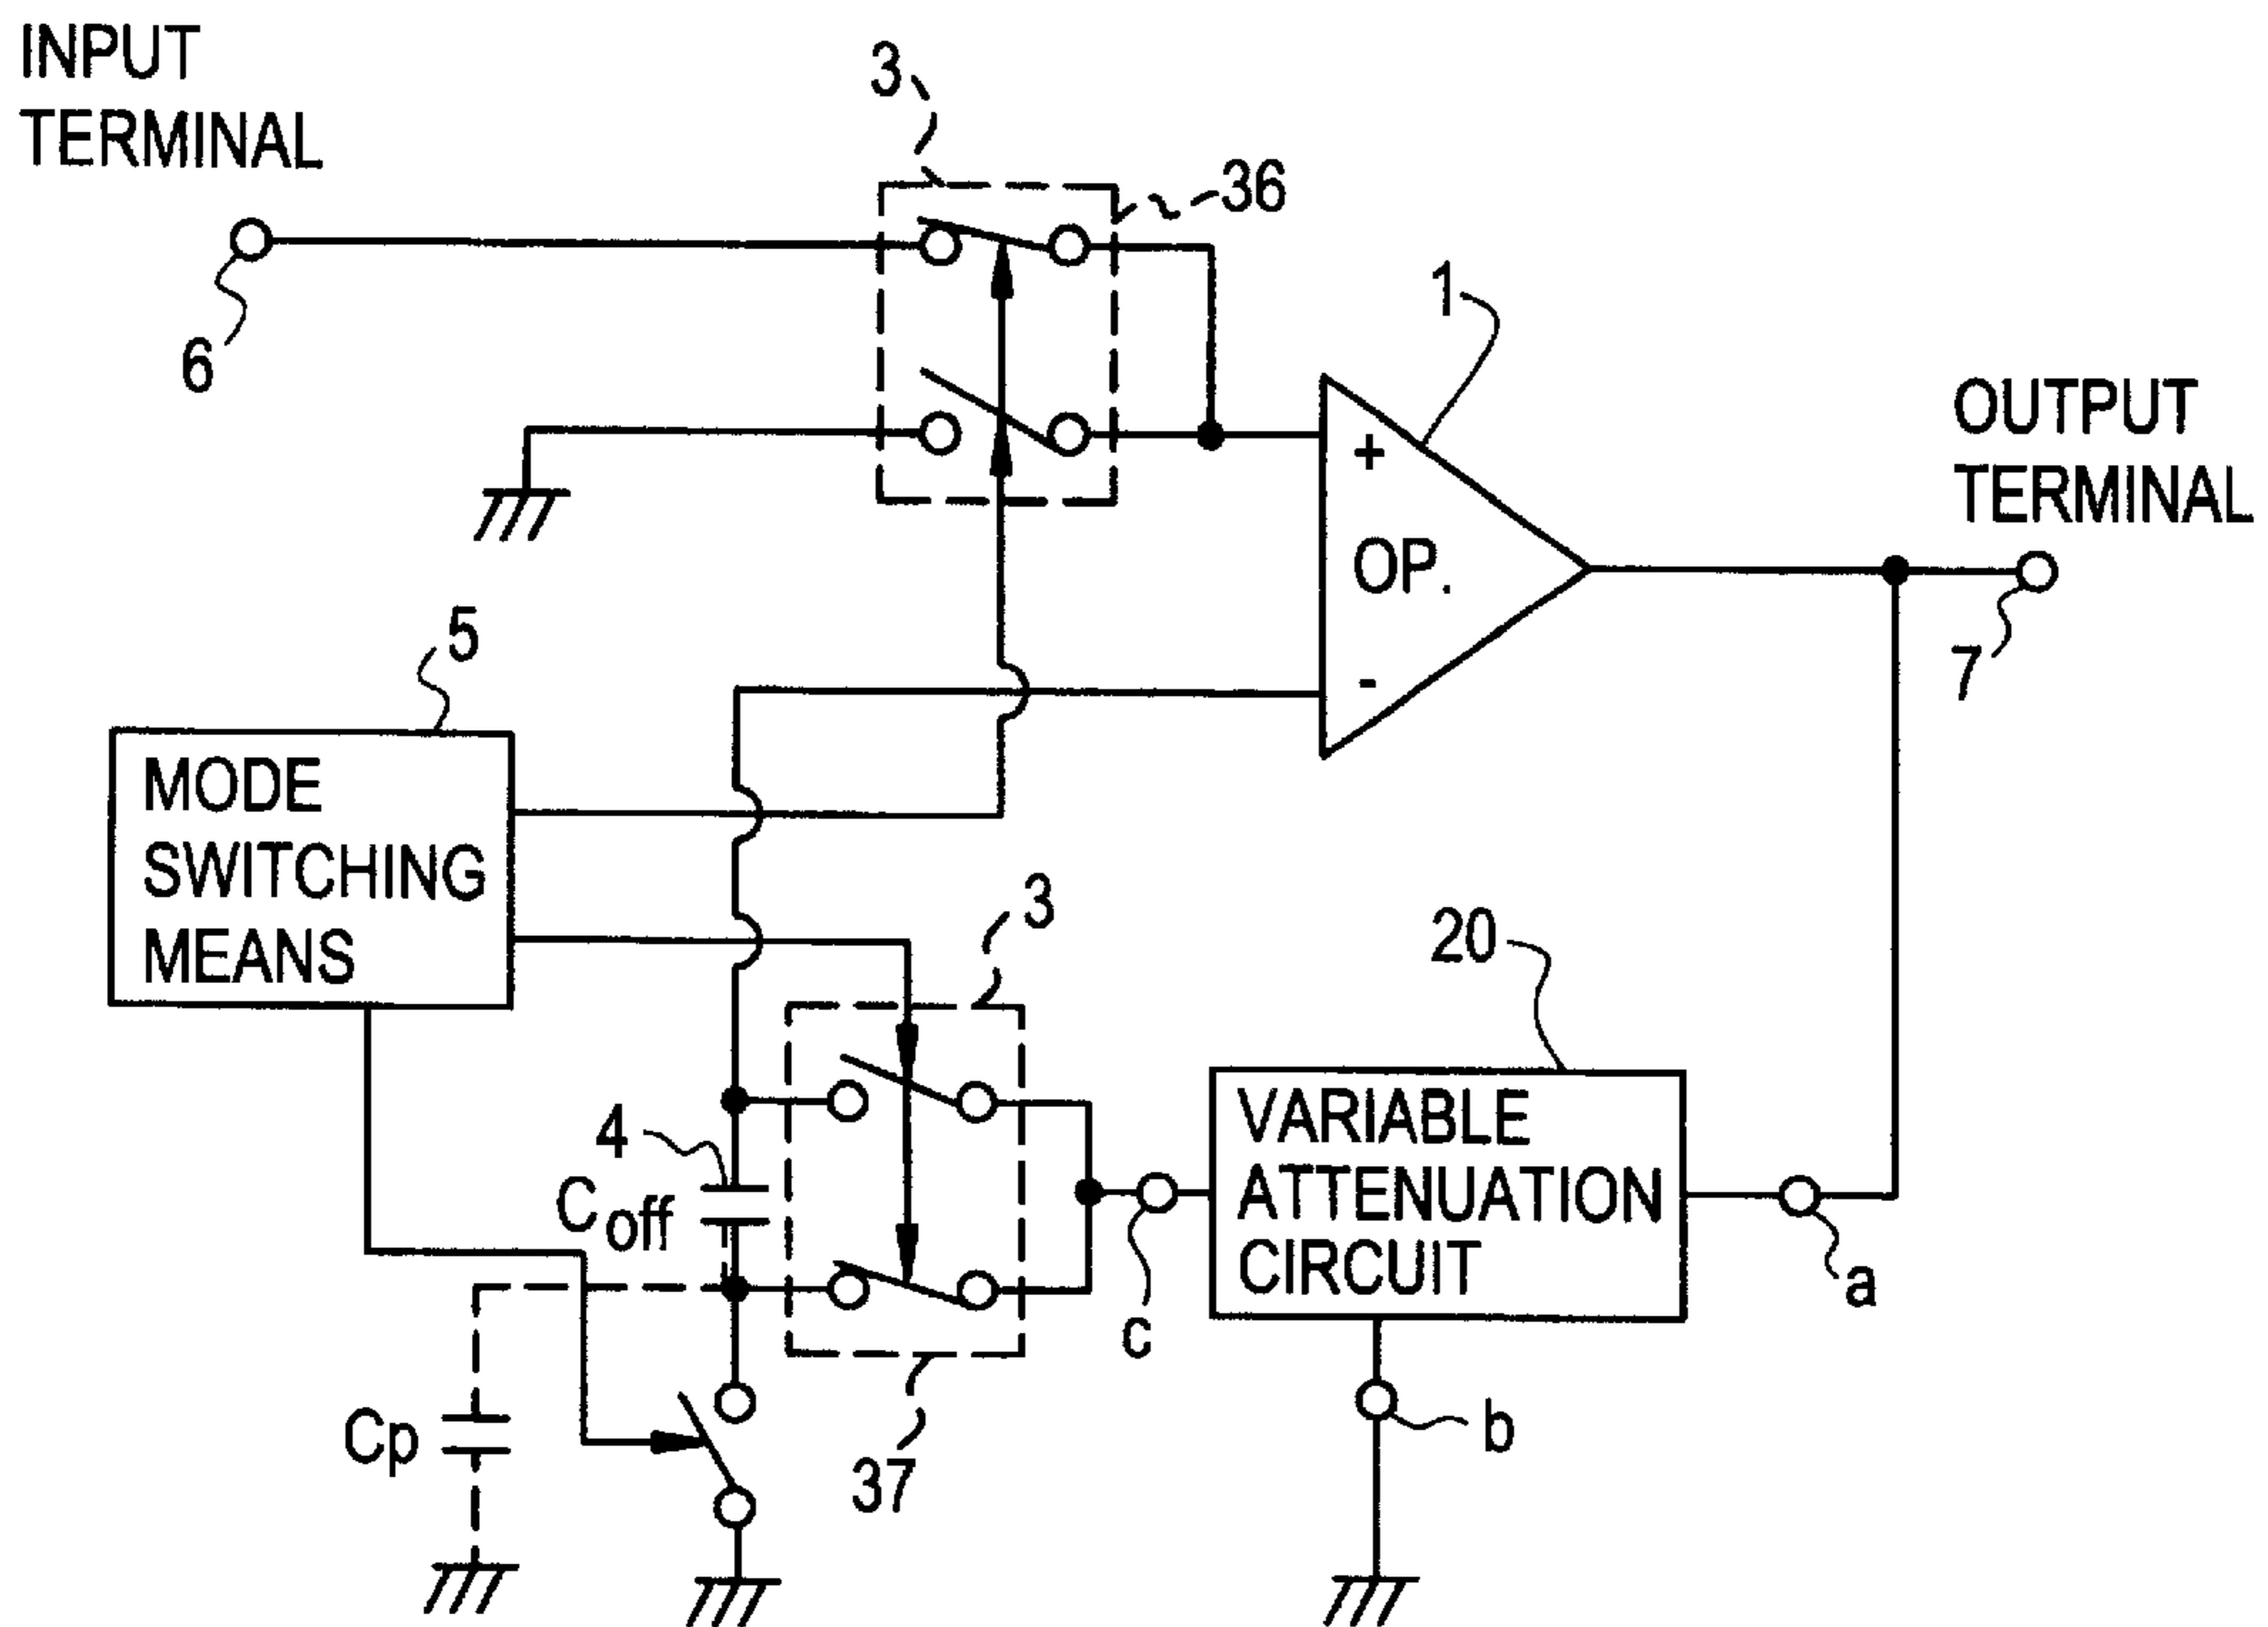 INPUT
TERMINAL
3
36
6
1
+
OP.
-
OUTPUT
TERMINAL
7
5
MODE
SWITCHING
MEANS
3
20
4
Coff
VARIABLE
ATTENUATION
CIRCUIT
c
a
b
Cp
37